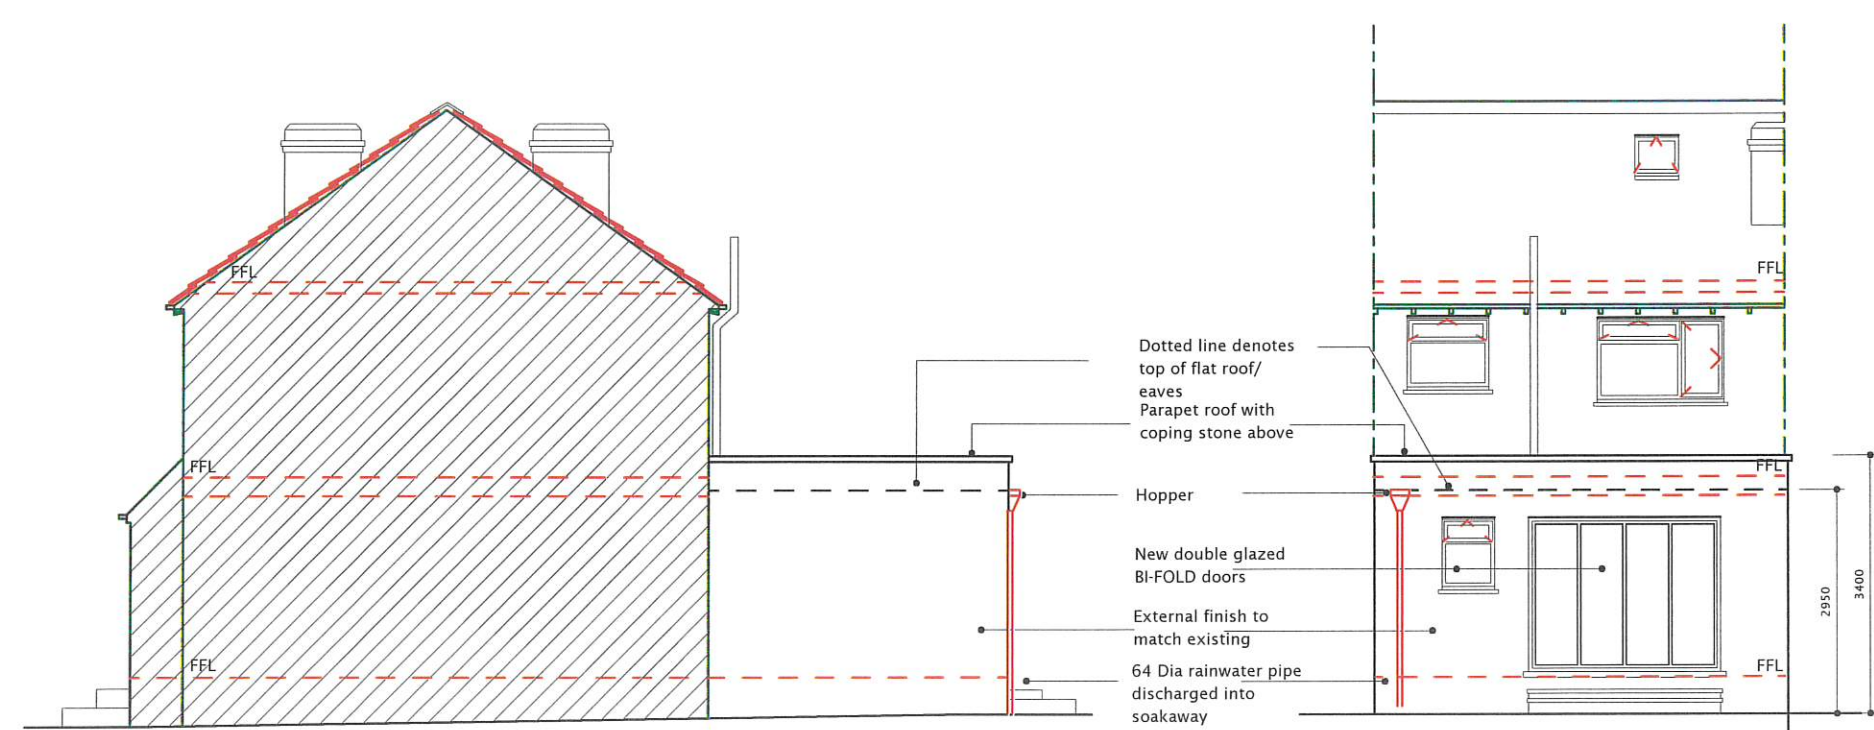 FFL
FFL
FFL
Dotted line denotes
top of flat roof/
eaves
Parapet roof with
coping stone above
Hopper
New double glazed
BI-FOLD doors
External finish to
match existing
64 Dia rainwater pipe
discharged into
soakaway
FFL
FFL
FFL
2950
3400